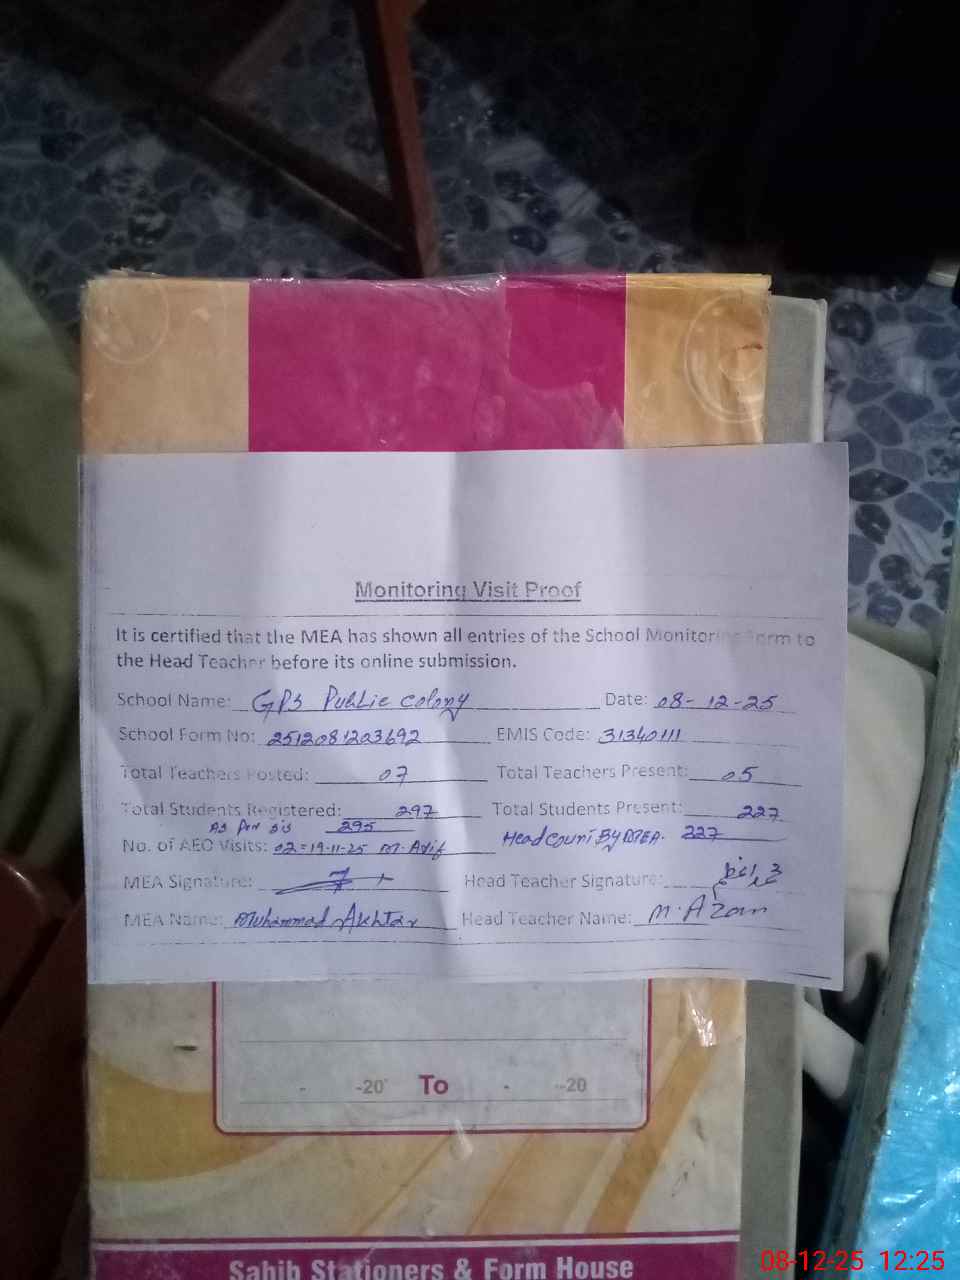 Monitoring Visit Proof
It is certified that the MEA has shown all entries of the School Monitoring Form to
the Head Teacher before its online submission.
School Name: GPS Public Colony Date: 08-12-25
School Form No: 2512081203692 EMIS Code: 31340111
Total Teachers Posted: 07 Total Teachers Present: 05
Total Students Registered: 297 Total Students Present: 227
As Per SIS 295 Head Count By MEA. 227
No. of AEO Visits: 02=19-11-25 M. Arif
MEA Signature: Head Teacher Signature:
MEA Name: Muhammad Akhtar Head Teacher Name: M. Azam
- -20 To - -20
Sahib Stationers & Form House
08-12-25 12:25